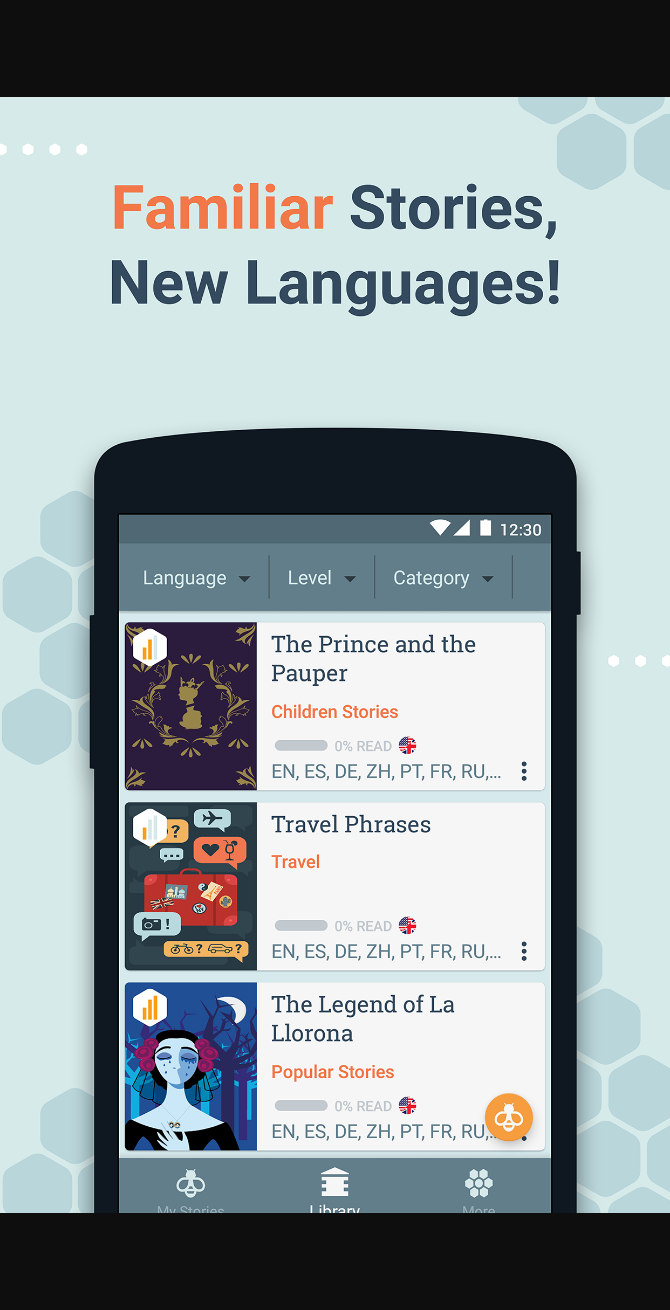 Familiar Stories,
New Languages!
12:30
Language
Level
Category
The Prince and the
Pauper
Children Stories
0% READ
EN, ES, DE, ZH, PT, FR, RU,...
?
...
!
? ?
Travel Phrases
Travel
0% READ
EN, ES, DE, ZH, PT, FR, RU,...
The Legend of La
Llorona
Popular Stories
0% READ
EN, ES, DE, ZH, PT, FR, RU,...
My Stories
Library
More